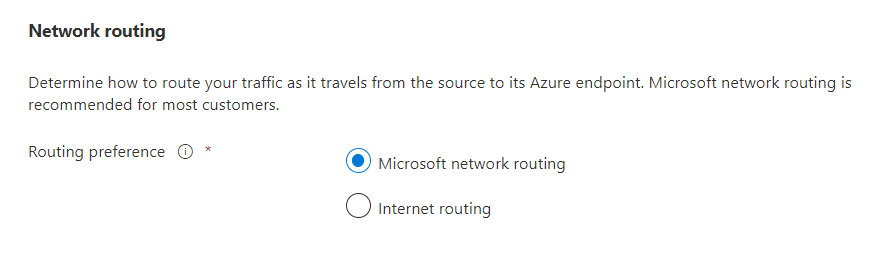 Network routing
Determine how to route your traffic as it travels from the source to its Azure endpoint. Microsoft network routing is
recommended for most customers.
Routing preference ⓘ *
Microsoft network routing
Internet routing